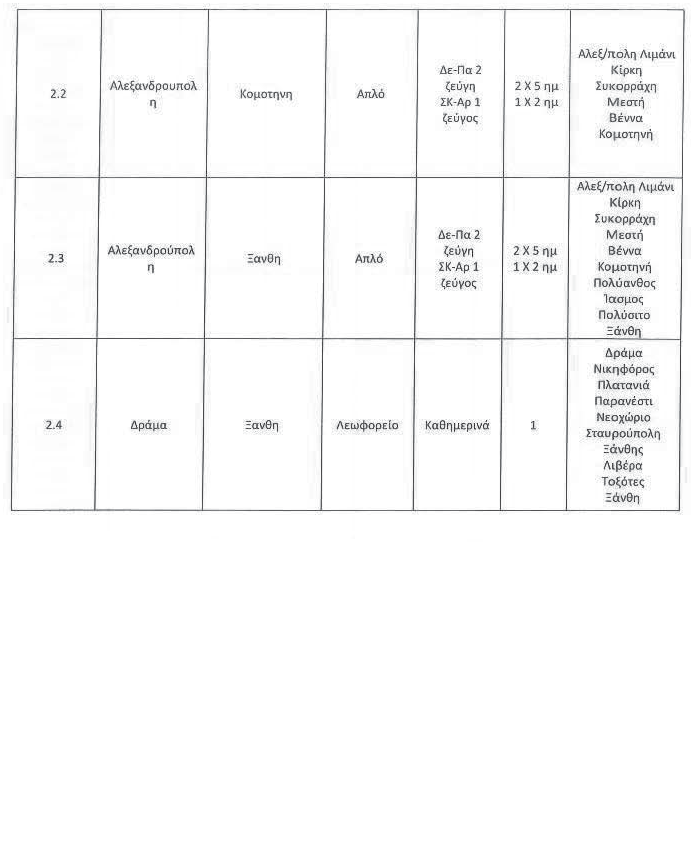 2.2
Αλεξανδρουπολ
η
Κομοτηνη
Απλό
Δε-Πα 2
ζεύγη
ΣΚ-Αρ 1
ζεύγος
2 Χ 5 ημ
1 Χ 2 ημ
Αλεξ/πολη Λιμάνι
Κίρκη
Συκορράχη
Μεστή
Βέννα
Κομοτηνή
2.3
Αλεξανδρούπολ
η
Ξανθη
Απλό
Δε-Πα 2
ζεύγη
ΣΚ-Αρ 1
ζεύγος
2 Χ 5 ημ
1 Χ 2 ημ
Αλεξ/πολη Λιμάνι
Κίρκη
Συκορράχη
Μεστή
Βέννα
Κομοτηνή
Πολύανθος
Ίασμος
Πολύσιτο
Ξάνθη
2.4
Δράμα
Ξανθη
Λεωφορείο
Καθημερινά
1
Δράμα
Νικηφόρος
Πλατανιά
Παρανέστι
Νεοχώριο
Σταυρούπολη
Ξάνθης
Λιβέρα
Τοξότες
Ξάνθη